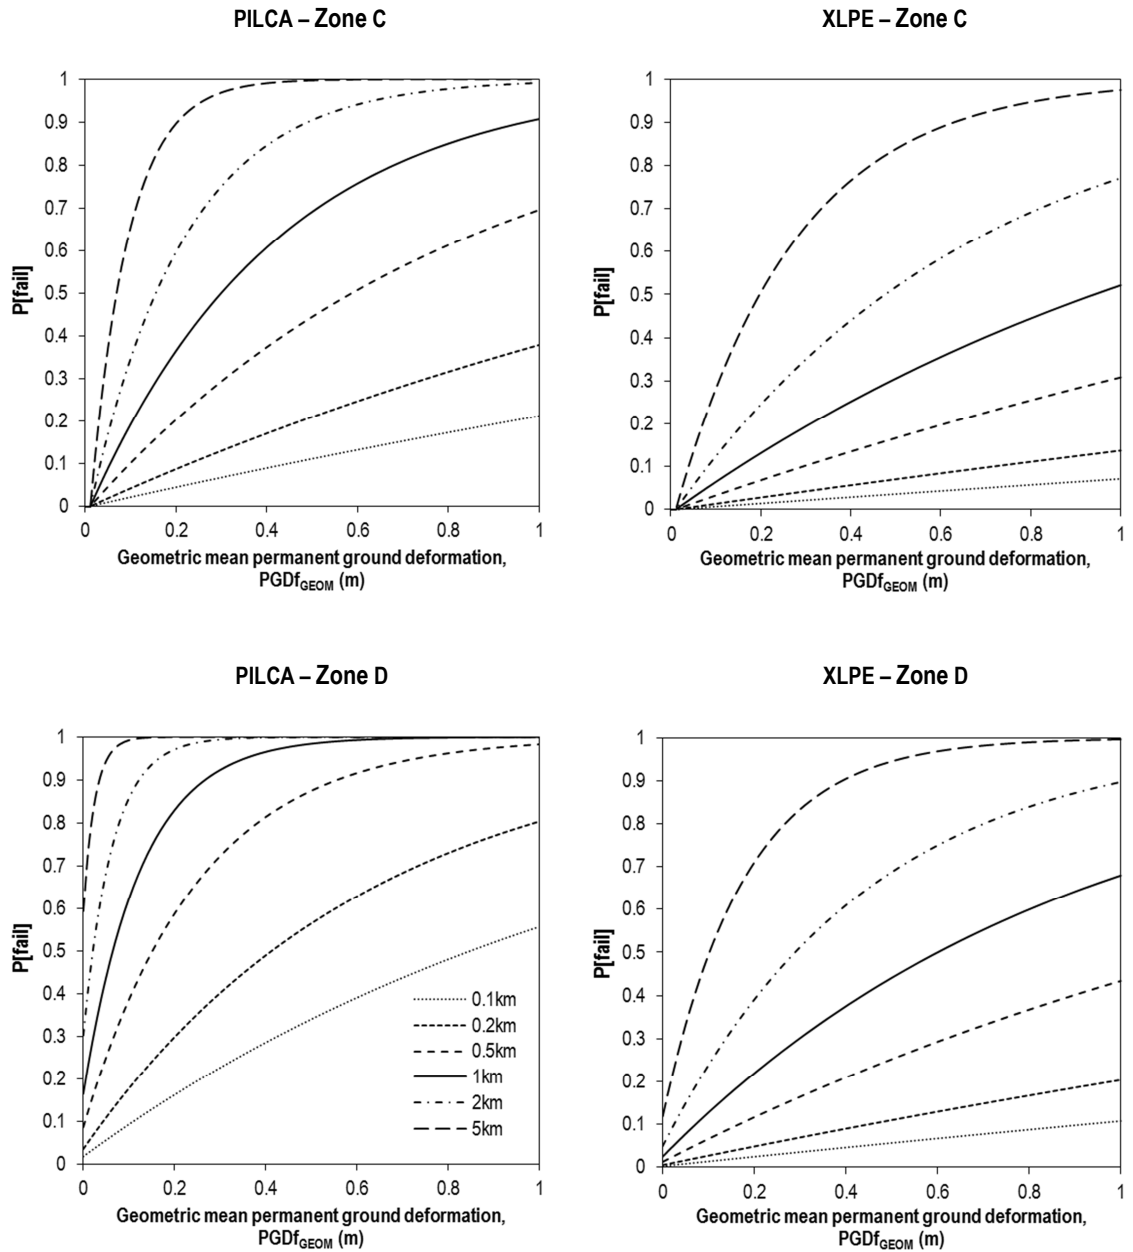 PILCA – Zone C
1
0.9
0.8
0.7
0.6
0.5
0.4
0.3
0.2
0.1
0
P[fail]
0 0.2 0.4 0.6 0.8 1
Geometric mean permanent ground deformation,
PGDfGEOM (m)
XLPE – Zone C
1
0.9
0.8
0.7
0.6
0.5
0.4
0.3
0.2
0.1
0
P[fail]
0 0.2 0.4 0.6 0.8 1
Geometric mean permanent ground deformation,
PGDfGEOM (m)
PILCA – Zone D
1
0.9
0.8
0.7
0.6
0.5
0.4
0.3
0.2
0.1
0
P[fail]
0.1km
0.2km
0.5km
1km
2km
5km
0 0.2 0.4 0.6 0.8 1
Geometric mean permanent ground deformation,
PGDfGEOM (m)
XLPE – Zone D
1
0.9
0.8
0.7
0.6
0.5
0.4
0.3
0.2
0.1
0
P[fail]
0 0.2 0.4 0.6 0.8 1
Geometric mean permanent ground deformation,
PGDfGEOM (m)